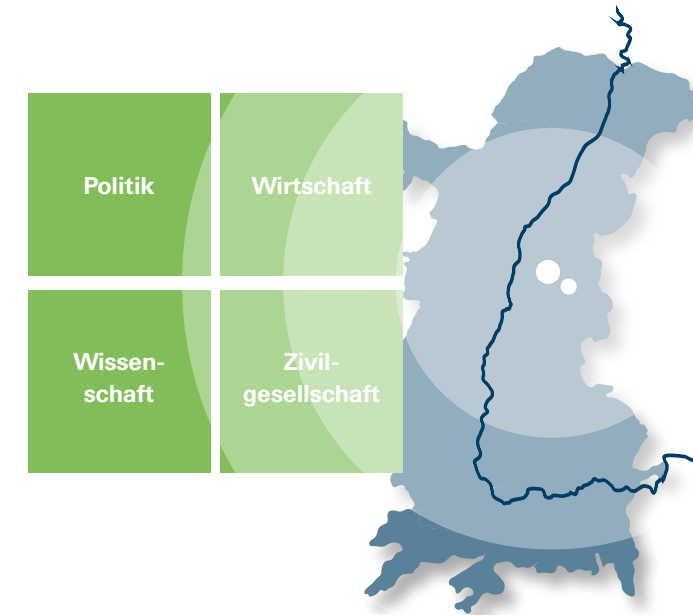 Politik
Wirtschaft
Wissen-
schaft
Zivil-
gesellschaft